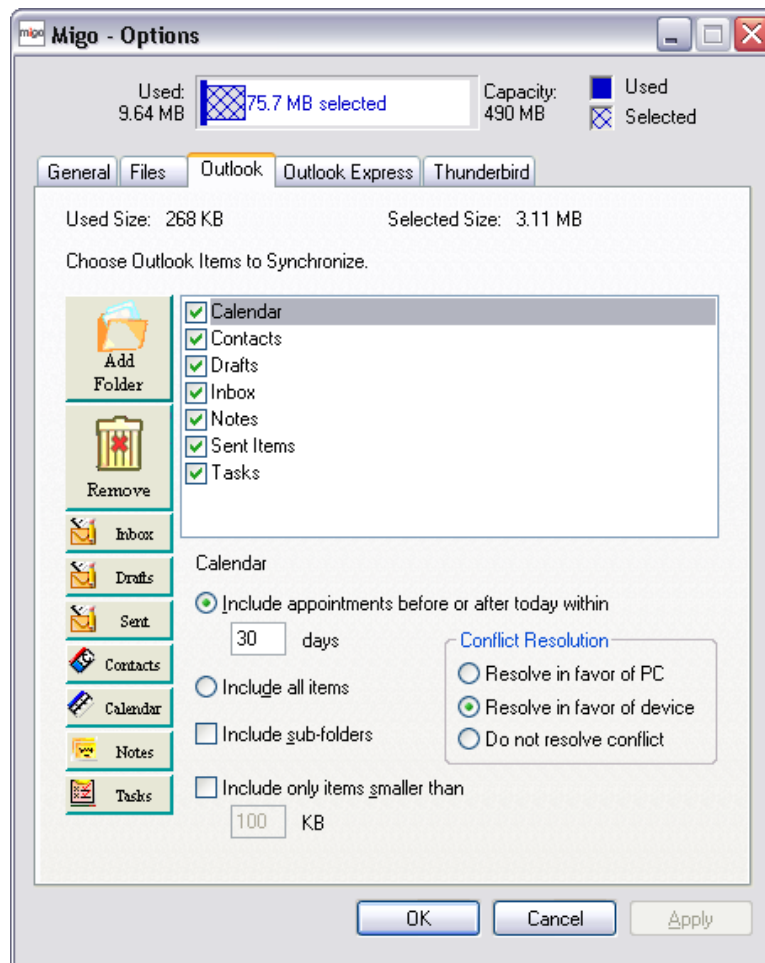 migo Migo - Options
Used: 9.64 MB
75.7 MB selected
Capacity: 490 MB
Used
Selected
General Files Outlook Outlook Express Thunderbird
Used Size: 268 KB Selected Size: 3.11 MB
Choose Outlook Items to Synchronize.
Add Folder
Remove
Inbox
Drafts
Sent
Contacts
Calendar
Notes
Tasks
Calendar
Contacts
Drafts
Inbox
Notes
Sent Items
Tasks
Calendar
Include appointments before or after today within
30 days
Include all items
Include sub-folders
Include only items smaller than
100 KB
Conflict Resolution
Resolve in favor of PC
Resolve in favor of device
Do not resolve conflict
OK Cancel Apply